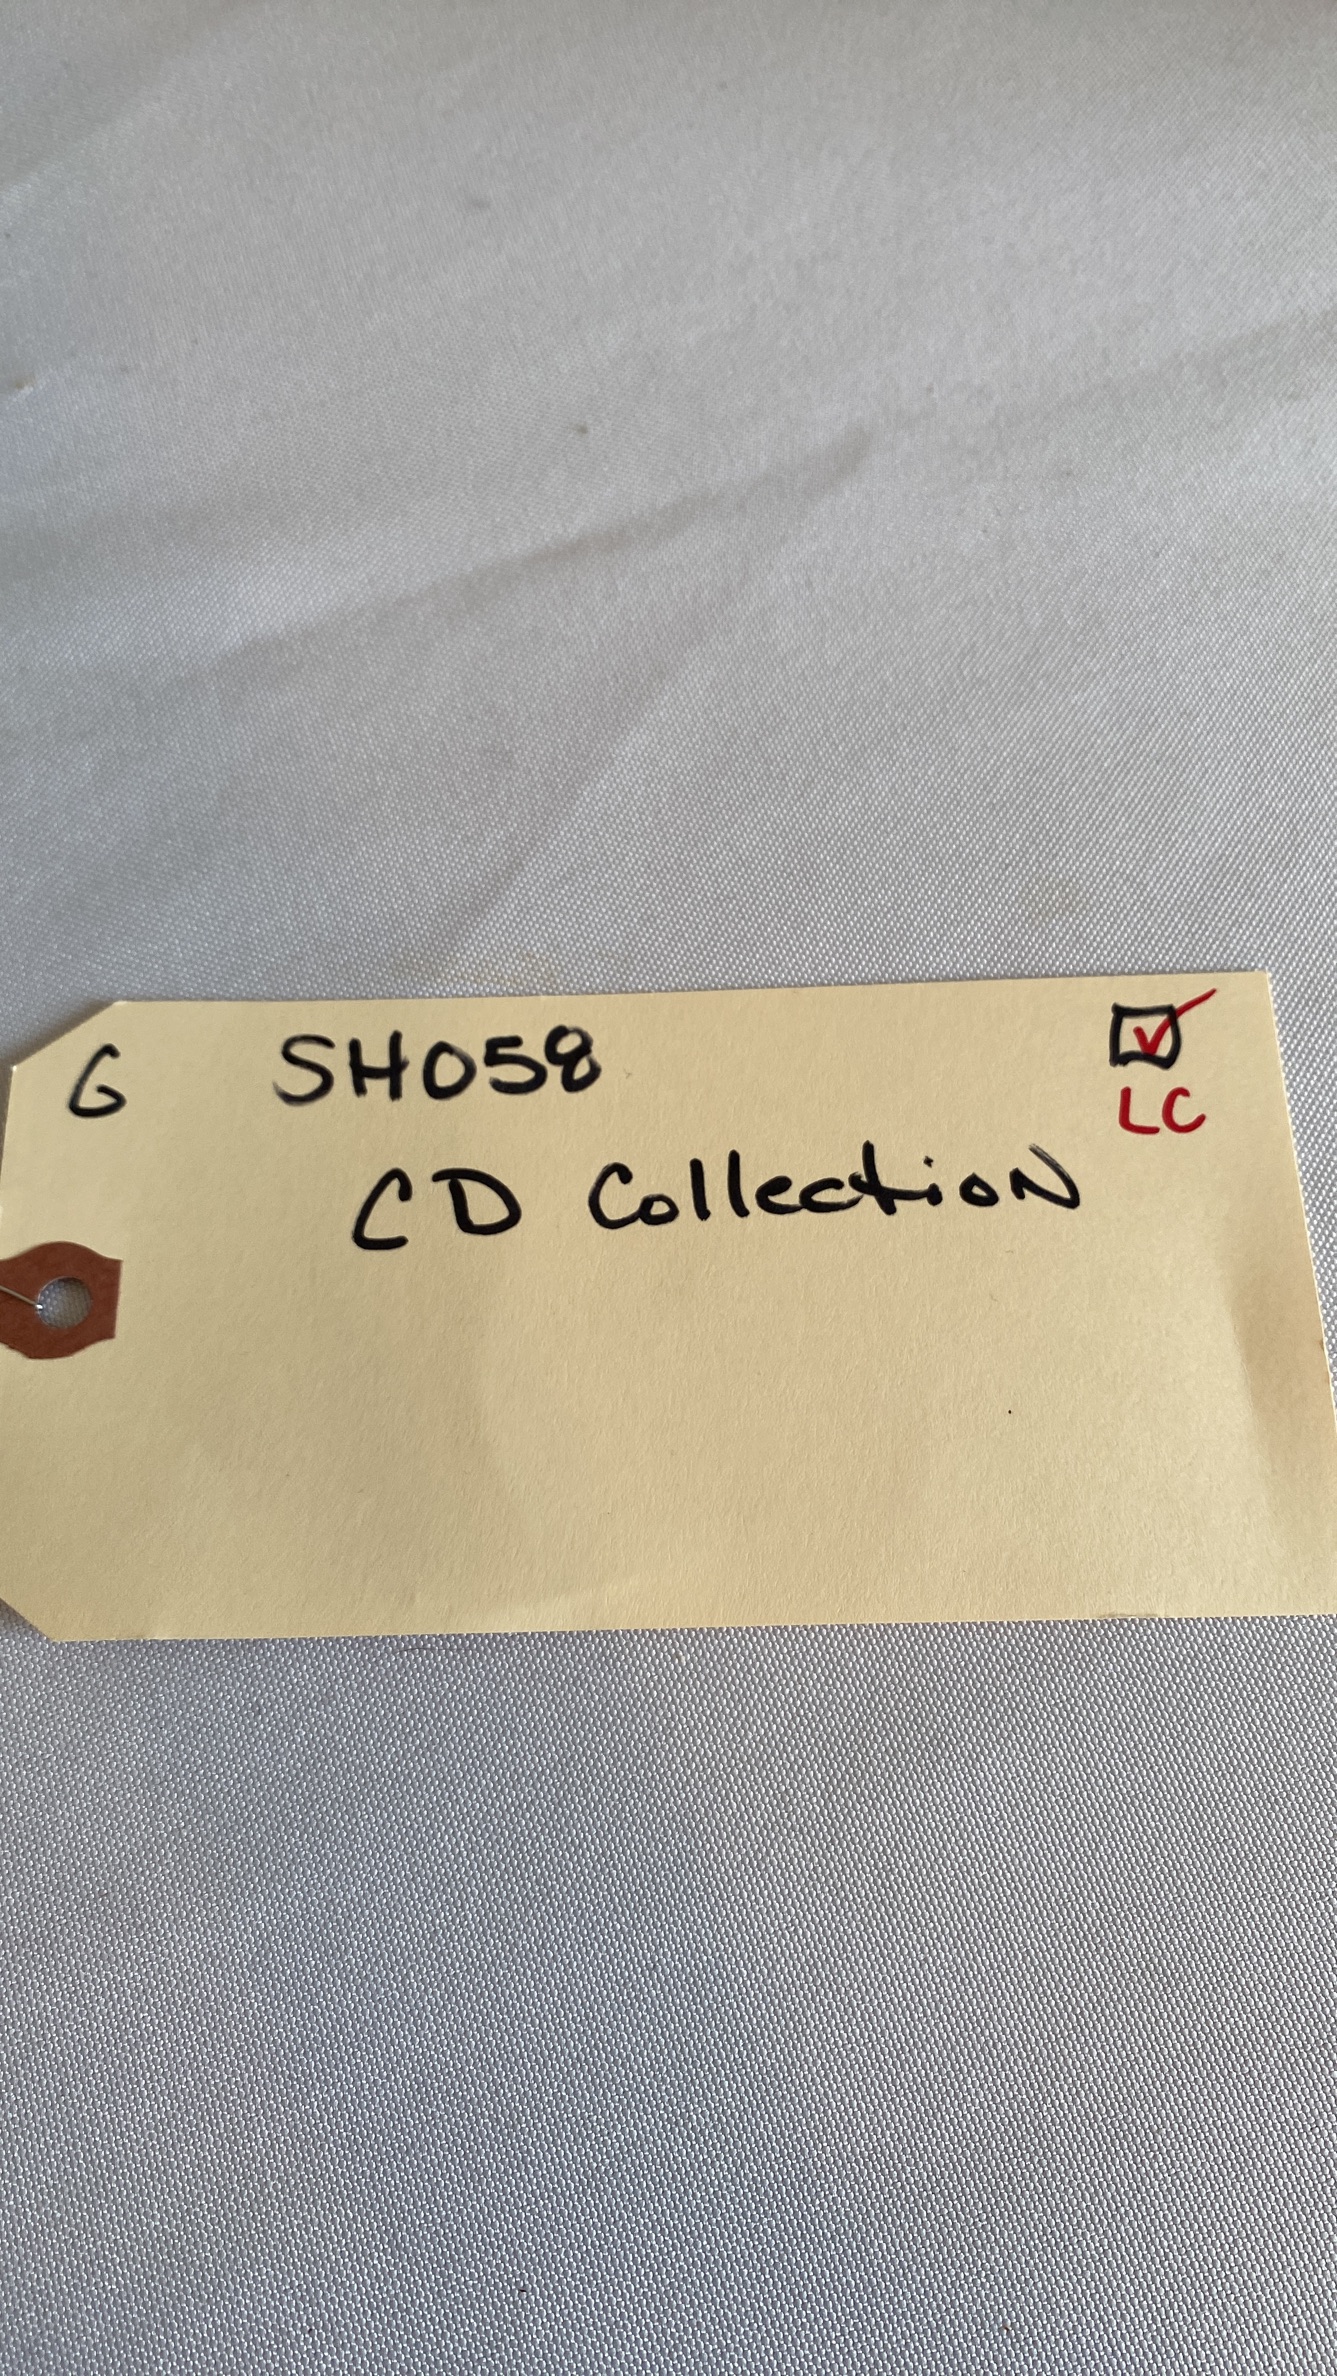 G SH058 ☑
LC
CD Collection